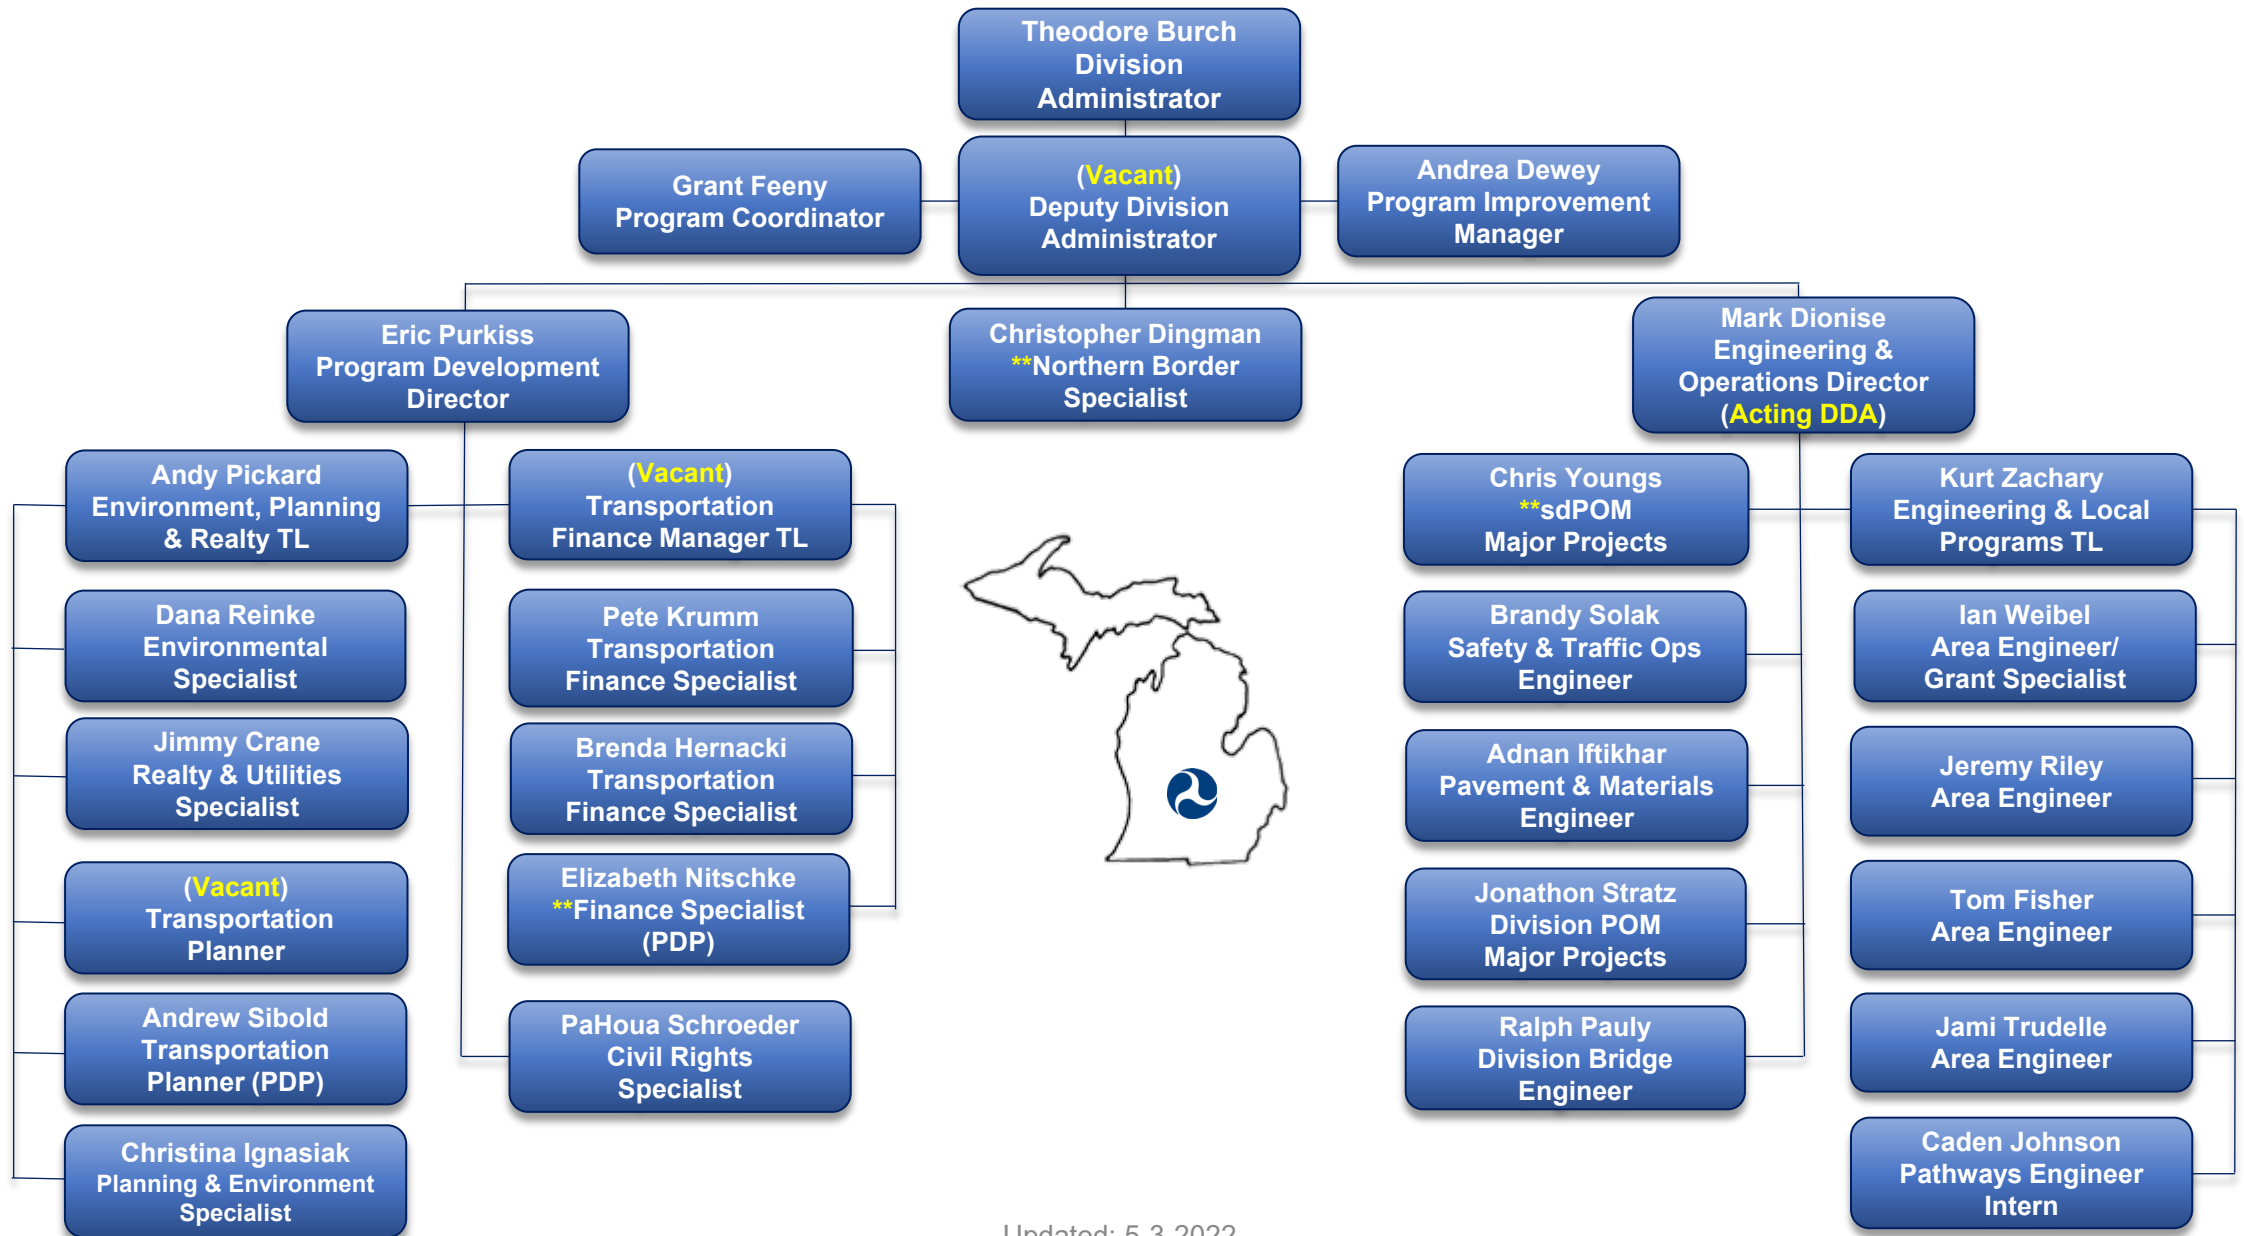 Theodore Burch
Division
Administrator
Grant Feeny
Program Coordinator
(Vacant)
Deputy Division
Administrator
Andrea Dewey
Program Improvement
Manager
Eric Purkiss
Program Development
Director
Christopher Dingman
**Northern Border
Specialist
Mark Dionise
Engineering &
Operations Director
(Acting DDA)
Andy Pickard
Environment, Planning
& Realty TL
Dana Reinke
Environmental
Specialist
Jimmy Crane
Realty & Utilities
Specialist
(Vacant)
Transportation
Planner
Andrew Sibold
Transportation
Planner (PDP)
Christina Ignasiak
Planning & Environment
Specialist
(Vacant)
Transportation
Finance Manager TL
Pete Krumm
Transportation
Finance Specialist
Brenda Hernacki
Transportation
Finance Specialist
Elizabeth Nitschke
**Finance Specialist
(PDP)
PaHoua Schroeder
Civil Rights
Specialist
Chris Youngs
**sdPOM
Major Projects
Brandy Solak
Safety & Traffic Ops
Engineer
Adnan Iftikhar
Pavement & Materials
Engineer
Jonathon Stratz
Division POM
Major Projects
Ralph Pauly
Division Bridge
Engineer
Kurt Zachary
Engineering & Local
Programs TL
Ian Weibel
Area Engineer/
Grant Specialist
Jeremy Riley
Area Engineer
Tom Fisher
Area Engineer
Jami Trudelle
Area Engineer
Caden Johnson
Pathways Engineer
Intern
Updated: 5-3-2022